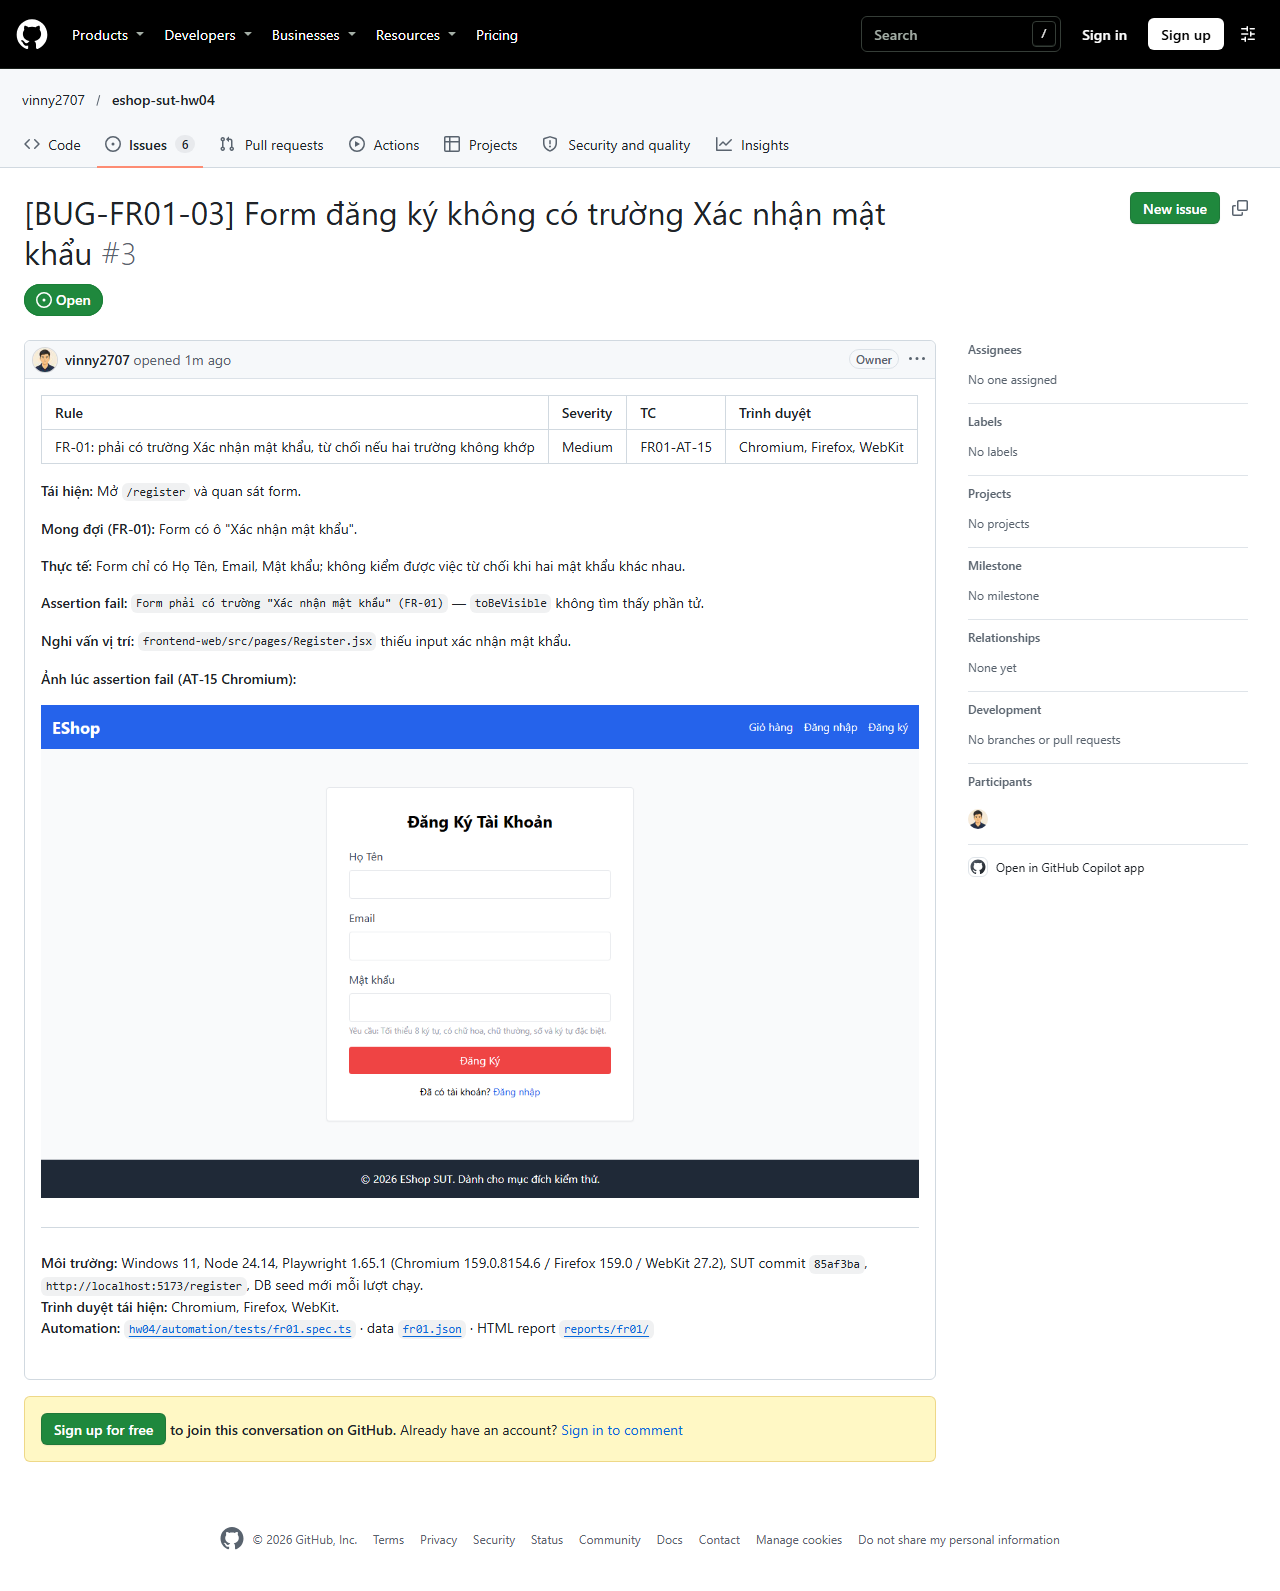 Products
Developers
Businesses
Resources
Pricing
Search
/
Sign in
Sign up
vinny2707 / eshop-sut-hw04
Code
Issues 6
Pull requests
Actions
Projects
Security and quality
Insights
[BUG-FR01-03] Form đăng ký không có trường Xác nhận mật
khẩu #3
New issue
Open
vinny2707 opened 1m ago
Owner
Rule Severity TC Trình duyệt
FR-01: phải có trường Xác nhận mật khẩu, từ chối nếu hai trường không khớp Medium FR01-AT-15 Chromium, Firefox, WebKit
Tái hiện: Mở /register và quan sát form.
Mong đợi (FR-01): Form có ô "Xác nhận mật khẩu".
Thực tế: Form chỉ có Họ Tên, Email, Mật khẩu; không kiểm được việc từ chối khi hai mật khẩu khác nhau.
Assertion fail: Form phải có trường "Xác nhận mật khẩu" (FR-01) — toBeVisible không tìm thấy phần tử.
Nghi vấn vị trí: frontend-web/src/pages/Register.jsx thiếu input xác nhận mật khẩu.
Ảnh lúc assertion fail (AT-15 Chromium):
EShop
Giỏ hàng
Đăng nhập
Đăng ký
Đăng Ký Tài Khoản
Họ Tên
Email
Mật khẩu
Yêu cầu: Tối thiểu 8 ký tự, có chữ hoa, chữ thường, số và ký tự đặc biệt.
Đăng Ký
Đã có tài khoản? Đăng nhập
© 2026 EShop SUT. Dành cho mục đích kiểm thử.
Môi trường: Windows 11, Node 24.14, Playwright 1.65.1 (Chromium 159.0.8154.6 / Firefox 159.0 / WebKit 27.2), SUT commit 85af3ba,
http://localhost:5173/register, DB seed mới mỗi lượt chạy.
Trình duyệt tái hiện: Chromium, Firefox, WebKit.
Automation: hw04/automation/tests/fr01.spec.ts · data fr01.json · HTML report reports/fr01/
Assignees
No one assigned
Labels
No labels
Projects
No projects
Milestone
No milestone
Relationships
None yet
Development
No branches or pull requests
Participants
Open in GitHub Copilot app
Sign up for free to join this conversation on GitHub. Already have an account? Sign in to comment
© 2026 GitHub, Inc. Terms Privacy Security Status Community Docs Contact Manage cookies Do not share my personal information